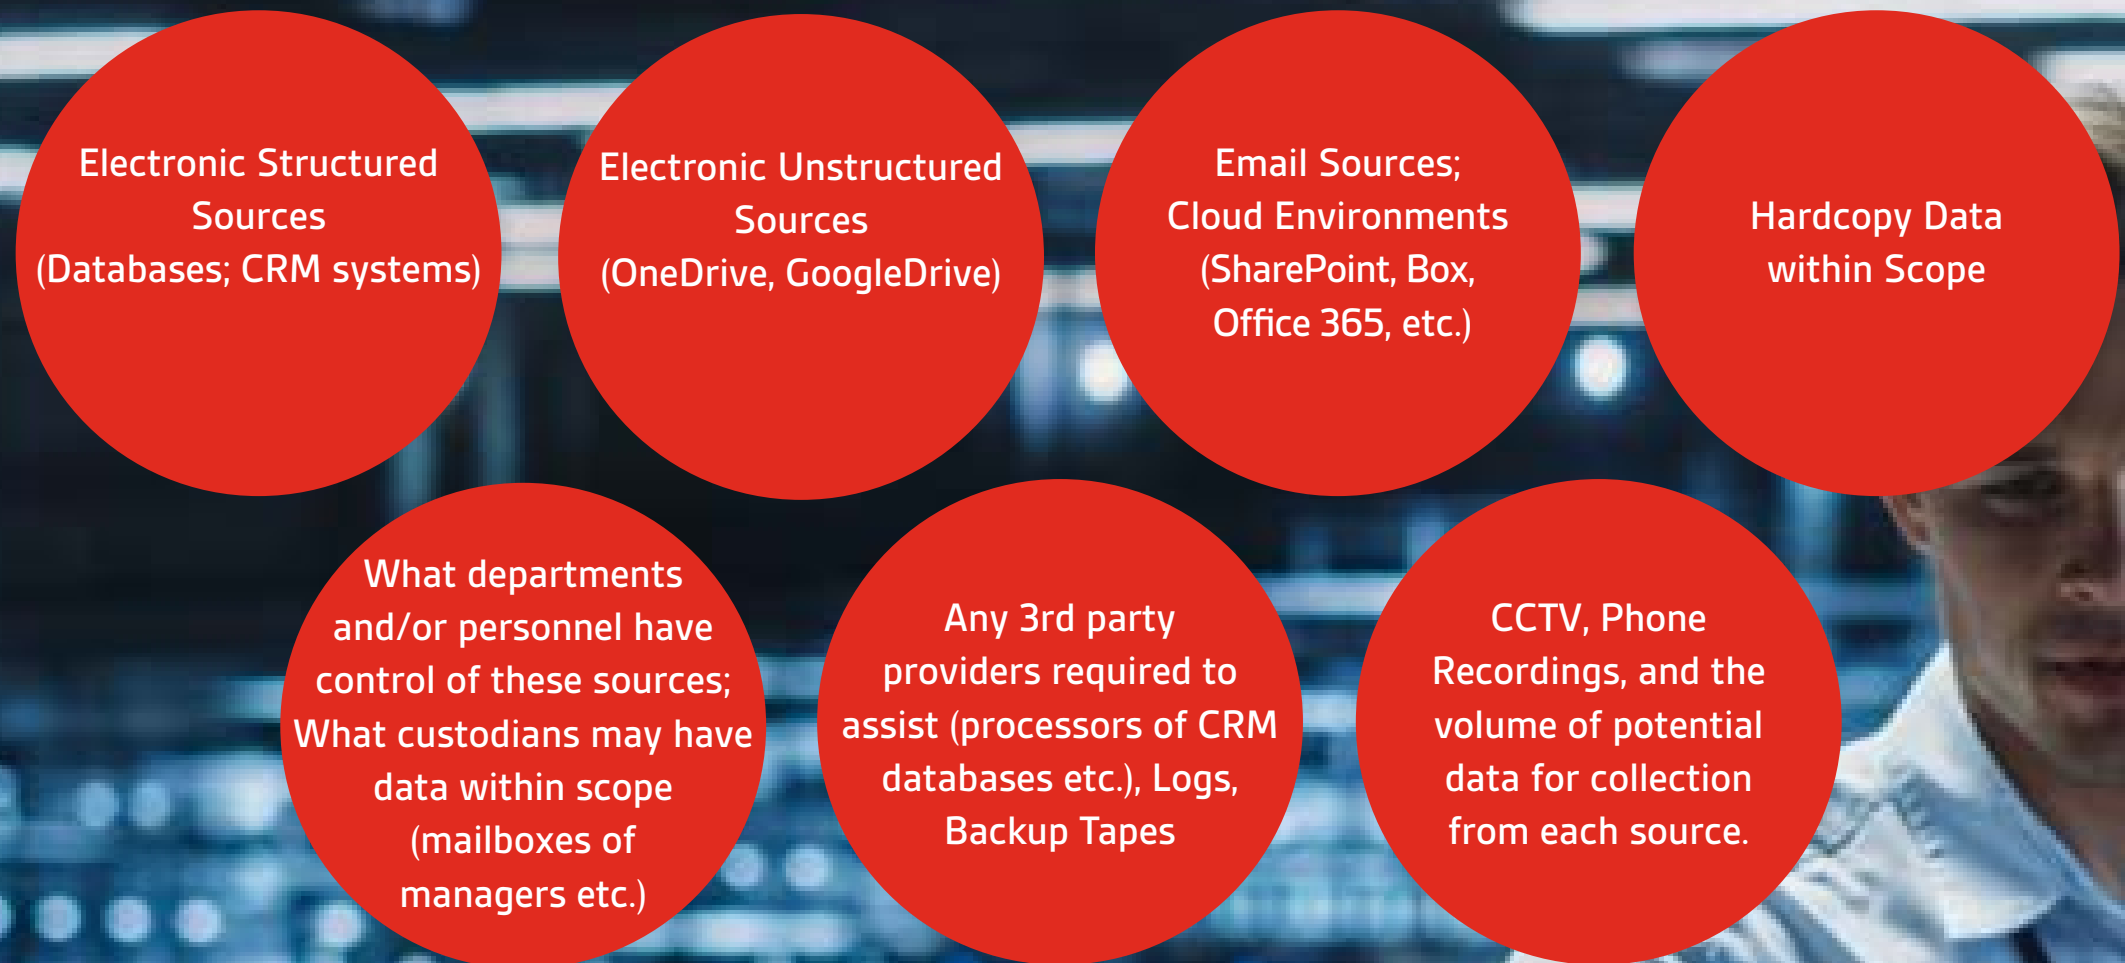 Electronic Structured
Sources
(Databases; CRM systems)
Electronic Unstructured
Sources
(OneDrive, GoogleDrive)
Email Sources;
Cloud Environments
(SharePoint, Box,
Office 365, etc.)
Hardcopy Data
within Scope
What departments
and/or personnel have
control of these sources;
What custodians may have
data within scope
(mailboxes of
managers etc.)
Any 3rd party
providers required to
assist (processors of CRM
databases etc.), Logs,
Backup Tapes
CCTV, Phone
Recordings, and the
volume of potential
data for collection
from each source.